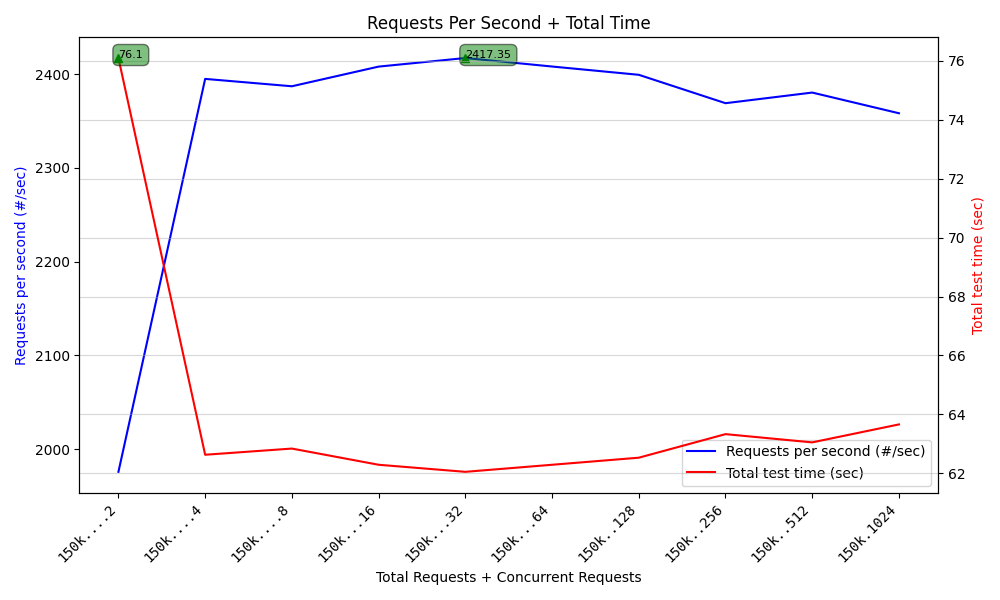 Requests Per Second + Total Time
76.1
2417.35
2400
2300
2200
2100
2000
Requests per second (#/sec)
76
74
72
70
68
66
64
62
Total test time (sec)
Requests per second (#/sec)
Total test time (sec)
150k....2
150k....4
150k....8
150k...16
150k...32
150k...64
150k..128
150k..256
150k..512
150k.1024
Total Requests + Concurrent Requests